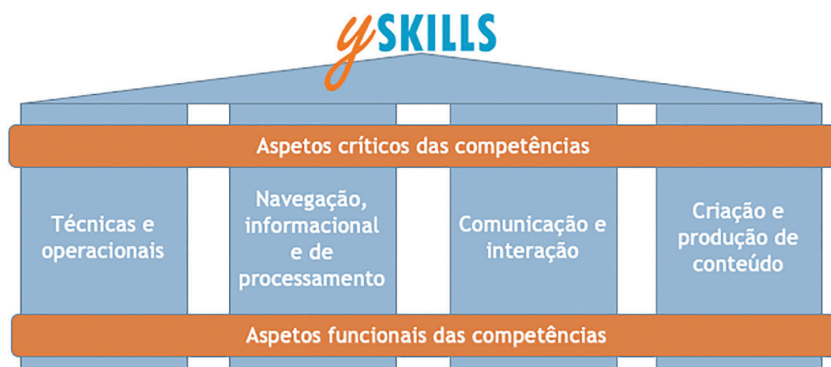 ySKILLS
Aspetos críticos das competências
Técnicas e
operacionais
Navegação,
informacional
e de
processamento
Comunicação e
interação
Criação e
produção de
conteúdo
Aspetos funcionais das competências